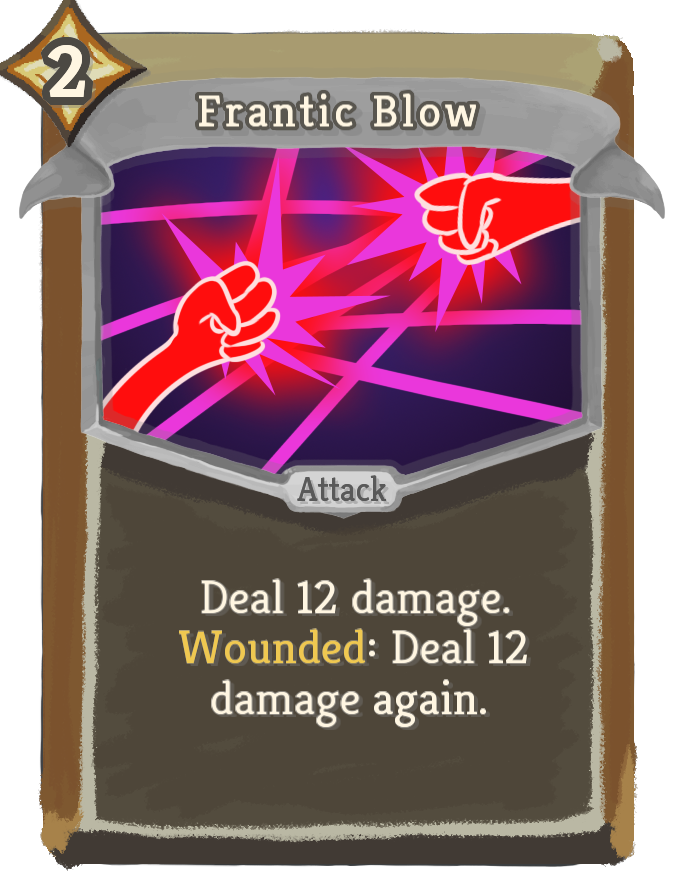 2
Frantic Blow
Attack
Deal 12 damage.
Wounded: Deal 12
damage again.